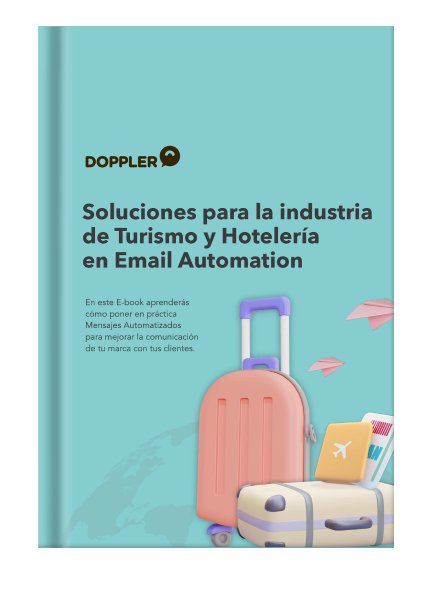 DOPPLER
Soluciones para la industria
de Turismo y Hotelería
en Email Automation
En este E-book aprenderás
cómo poner en práctica
Mensajes Automatizados
para mejorar la comunicación
de tu marca con tus clientes.